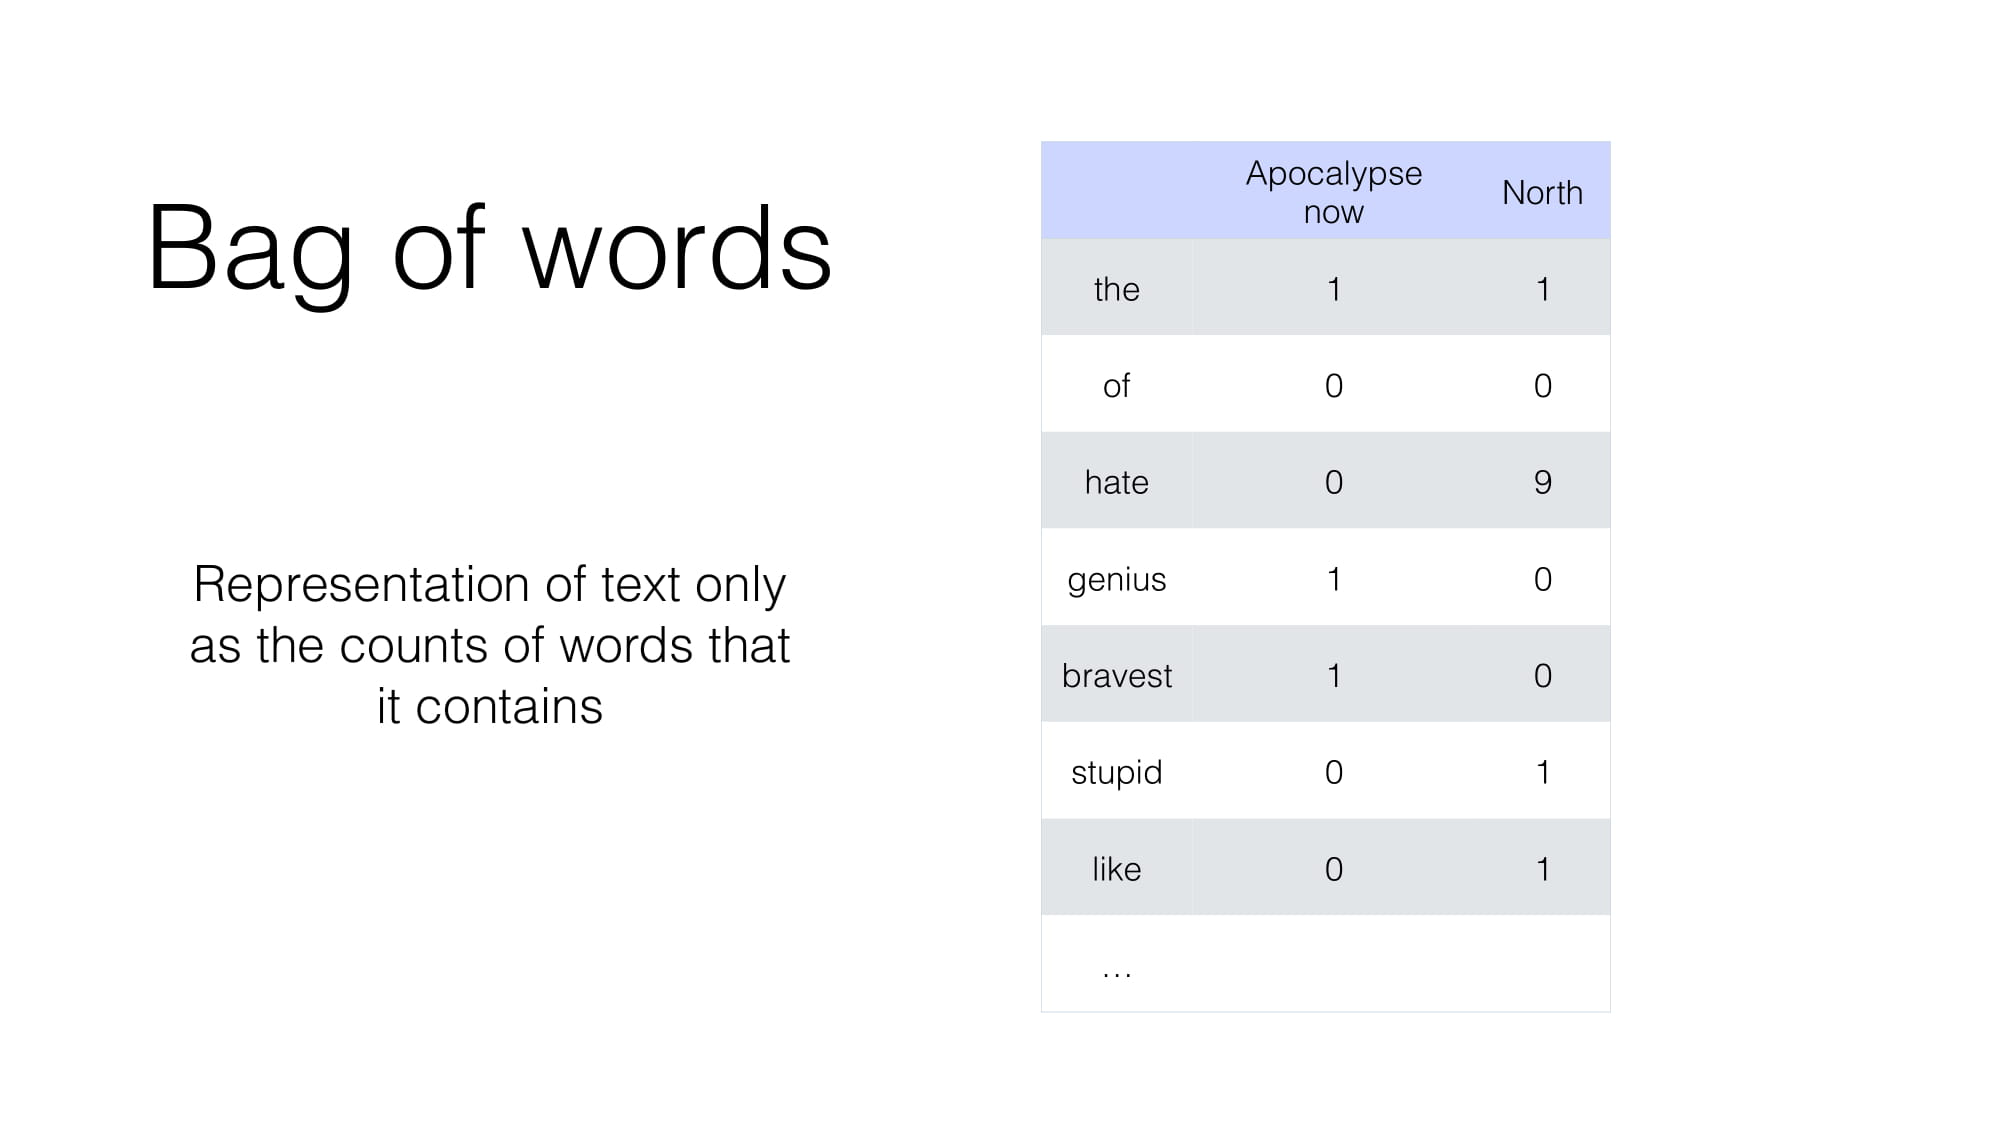 Bag of words
Representation of text only
as the counts of words that
it contains
Apocalypse
now
North
the 1 1
of 0 0
hate 0 9
genius 1 0
bravest 1 0
stupid 0 1
like 0 1
…